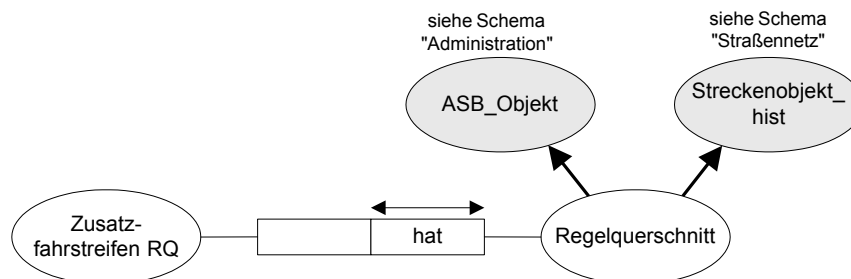 siehe Schema
"Administration"
siehe Schema
"Straßennetz"
ASB_Objekt
Streckenobjekt_
hist
Zusatz-
fahrstreifen RQ
hat
Regelquerschnitt